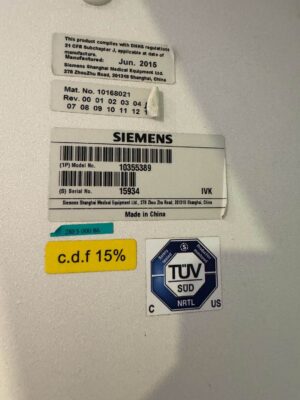 This product complies with DHHS regulations
21 CFR Subchapter J, applicable at date of
manufacture.
Manufactured: Jun. 2015
Siemens Shanghai Medical Equipment Ltd.
278 ZhouZhu Road, 201318 Shanghai, China
Mat. No. 10168021
Rev. 00 01 02 03 04
07 08 09 10 11 12
SIEMENS
(1P) Model No. 10355389
(S) Serial No. 15934 IVK
Siemens Shanghai Medical Equipment Ltd., 278 Zhou Zhu Road, 201318 Shanghai, China
Made in China
c.d.f 15%
TÜV
SÜD
NRTL
C US